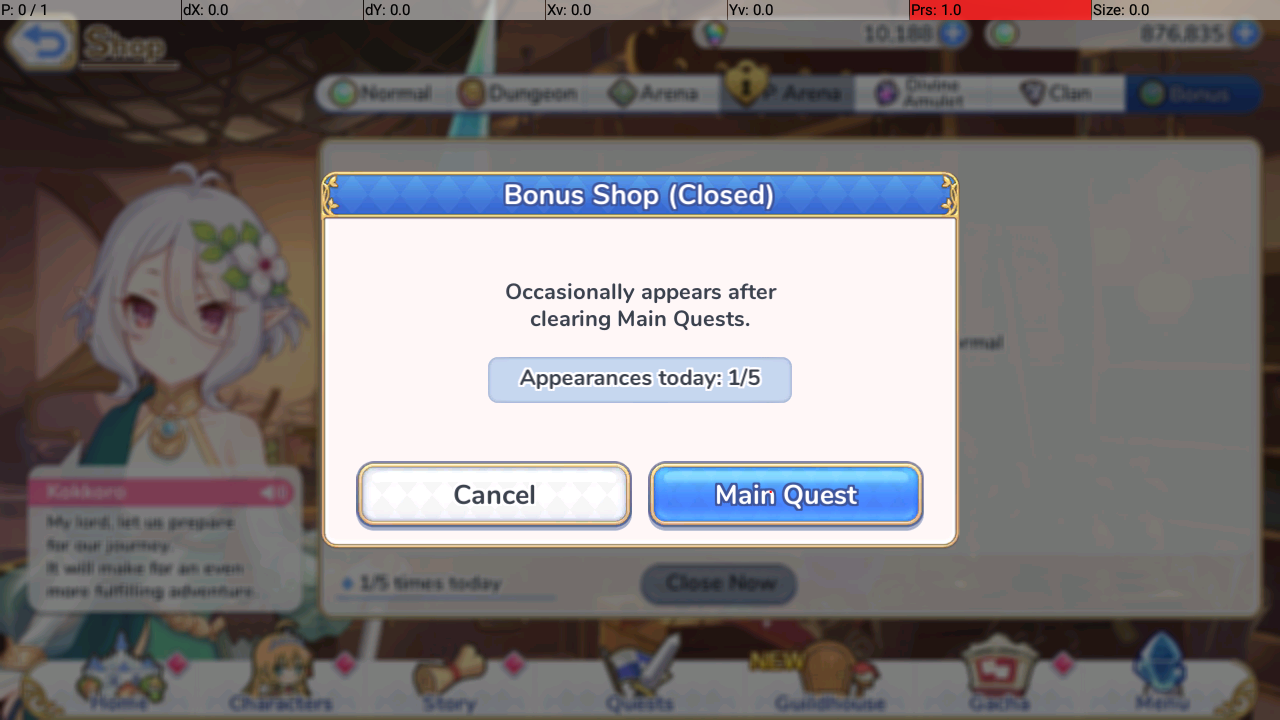 P: 0 / 1
dX: 0.0
dY: 0.0
Xv: 0.0
Yv: 0.0
Prs: 1.0
Size: 0.0
Shop
10,188
876,835
Normal
Dungeon
Arena
P Arena
Divine
Amulet
Clan
Bonus
Bonus Shop (Closed)
Occasionally appears after
clearing Main Quests.
Appearances today: 1/5
Cancel
Main Quest
Kokkoro
My lord, let us prepare
for our journey.
It will make for an even
more fulfilling adventure.
1/5 times today
Close Now
NEW
Home
Characters
Story
Quests
Guildhouse
Gacha
Menu